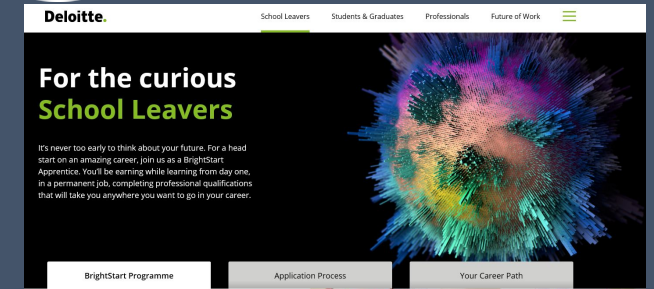 Deloitte.
School Leavers Students & Graduates Professionals Future of Work
For the curious
School Leavers
It's never too early to think about your future. For a head
start on an amazing career, join us as a BrightStart
Apprentice. You'll be earning while learning from day one,
in a permanent job, completing professional qualifications
that will take you anywhere you want to go in your career.
BrightStart Programme Application Process Your Career Path